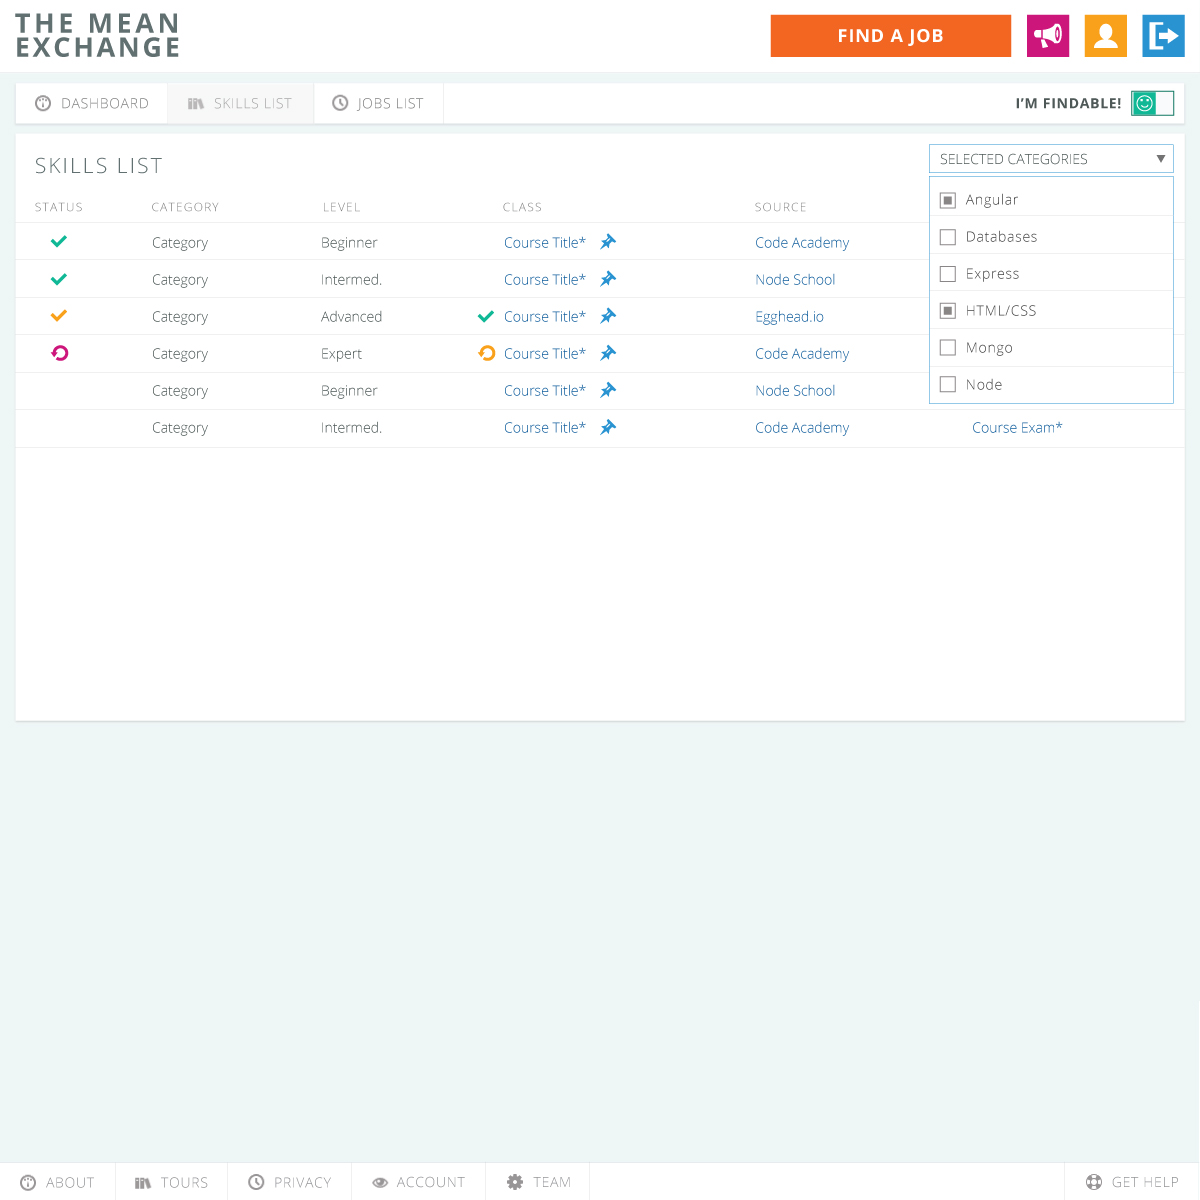 THE MEAN
EXCHANGE
FIND A JOB
DASHBOARD
SKILLS LIST
JOBS LIST
I'M FINDABLE!
SKILLS LIST
SELECTED CATEGORIES
STATUS CATEGORY LEVEL CLASS SOURCE
Category Beginner Course Title* Code Academy
Category Intermed. Course Title* Node School
Category Advanced Course Title* Egghead.io
Category Expert Course Title* Code Academy
Category Beginner Course Title* Node School
Category Intermed. Course Title* Code Academy Course Exam*
Angular
Databases
Express
HTML/CSS
Mongo
Node
ABOUT
TOURS
PRIVACY
ACCOUNT
TEAM
GET HELP